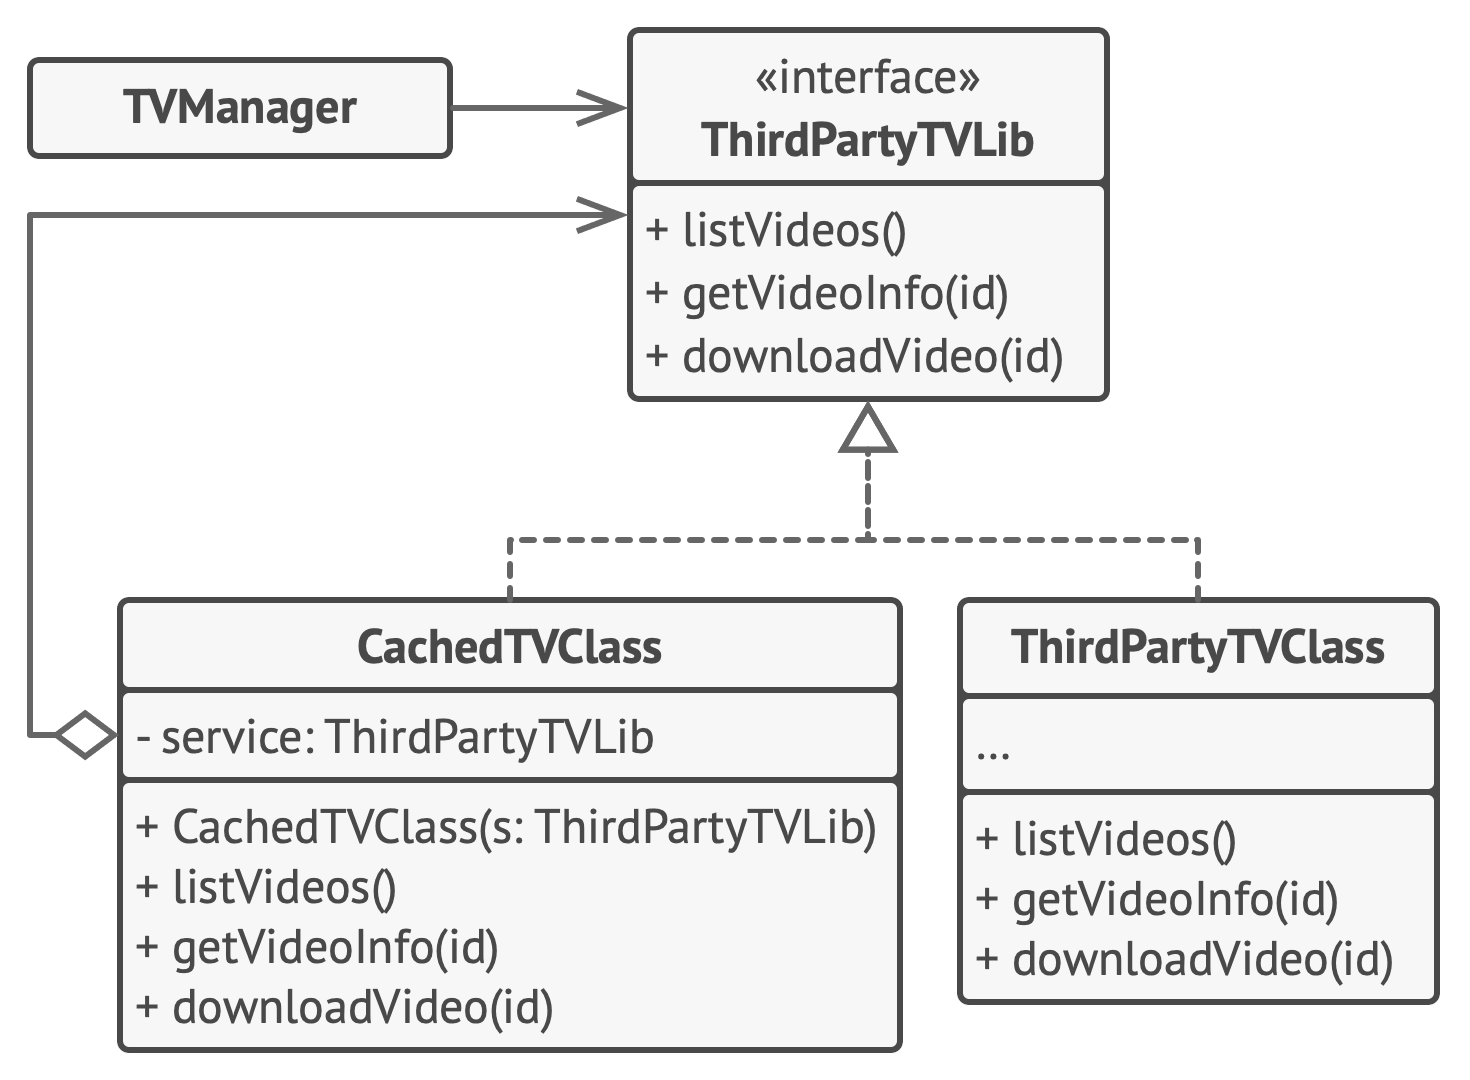 TVManager
«interface»
ThirdPartyTVLib
+ listVideos()
+ getVideoInfo(id)
+ downloadVideo(id)
CachedTVClass
- service: ThirdPartyTVLib
+ CachedTVClass(s: ThirdPartyTVLib)
+ listVideos()
+ getVideoInfo(id)
+ downloadVideo(id)
ThirdPartyTVClass
...
+ listVideos()
+ getVideoInfo(id)
+ downloadVideo(id)